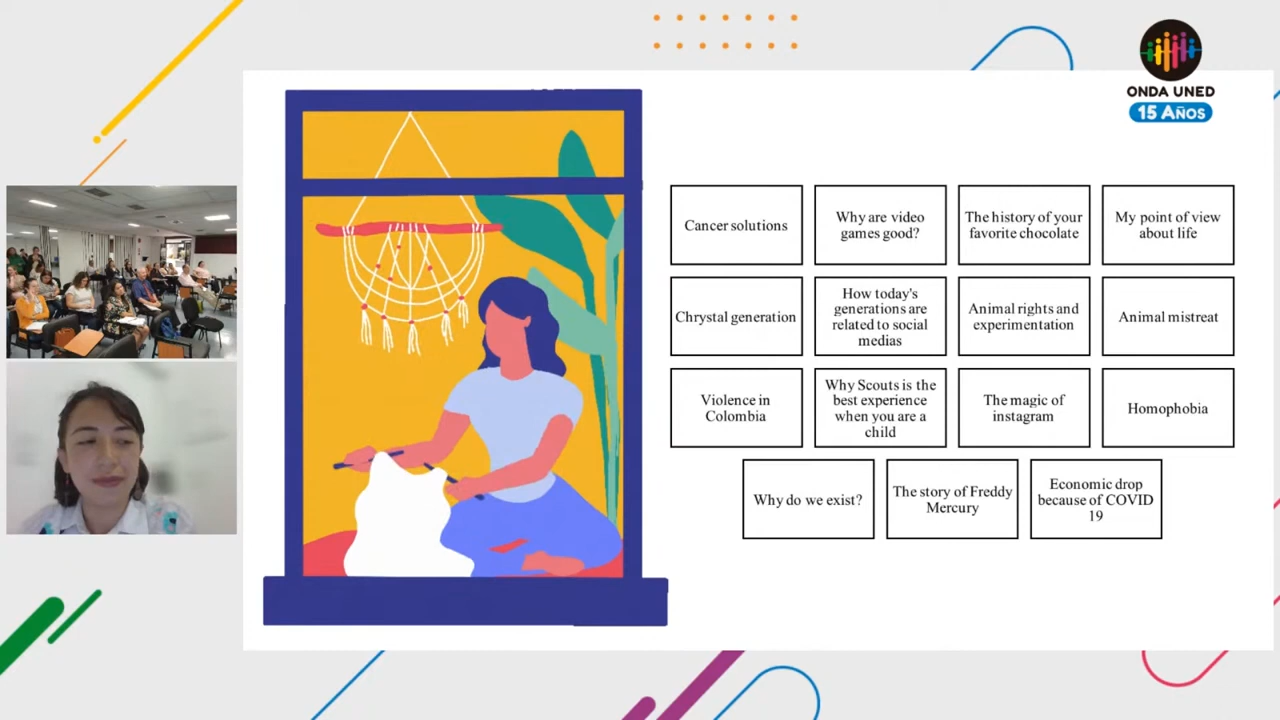 ONDA UNED
15 AÑOS
Cancer solutions
Why are video
games good?
The history of your
favorite chocolate
My point of view
about life
Chrystal generation
How today's
generations are
related to social
medias
Animal rights and
experimentation
Animal mistreat
Violence in
Colombia
Why Scouts is the
best experience
when you are a
child
The magic of
instagram
Homophobia
Why do we exist?
The story of Freddy
Mercury
Economic drop
because of COVID
19